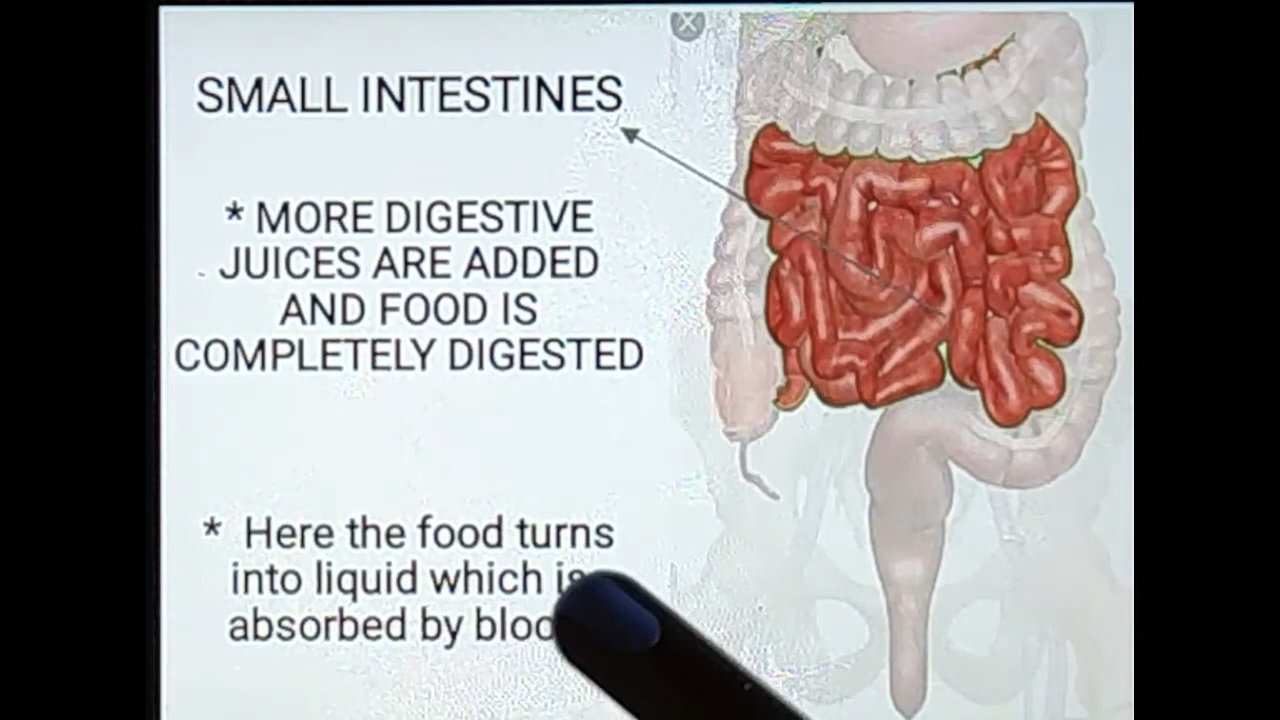 SMALL INTESTINES
* MORE DIGESTIVE
JUICES ARE ADDED
AND FOOD IS
COMPLETELY DIGESTED
* Here the food turns
into liquid which is
absorbed by